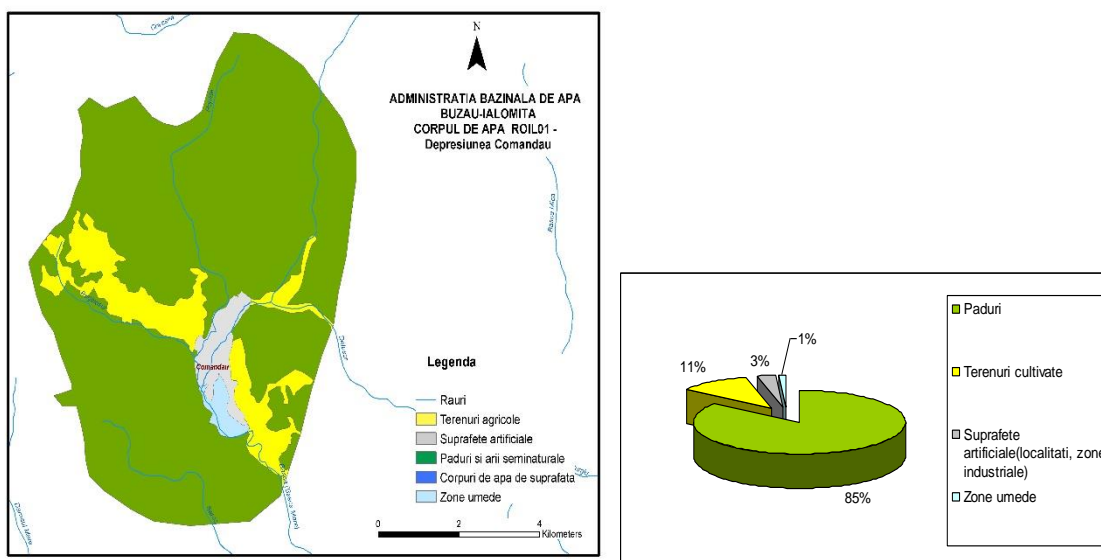 N
ADMINISTRATIA BAZINALA DE APA
BUZAU-IALOMITA
CORPUL DE APA ROIL01 -
Depresiunea Comandau
Comandau
Legenda
Rauri
Terenuri agricole
Suprafete artificiale
Paduri si arii seminaturale
Corpuri de apa de suprafata
Zone umede
0 2 4
Kilometers
1%
3%
11%
85%
Paduri
Terenuri cultivate
Suprafete
artificiale(localitati, zone
industriale)
Zone umede